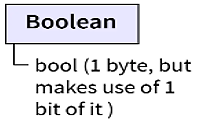 Boolean
bool (1 byte, but
makes use of 1
bit of it )